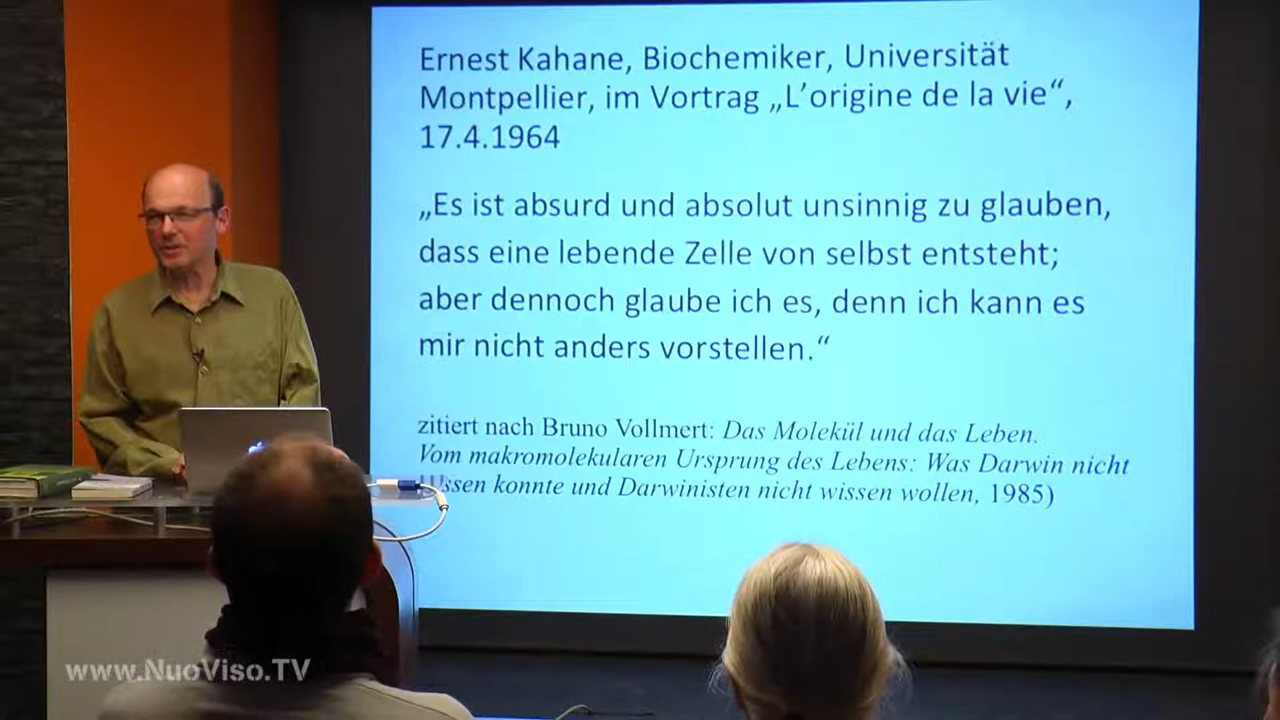 Ernest Kahane, Biochemiker, Universität
Montpellier, im Vortrag „L’origine de la vie“,
17.4.1964
„Es ist absurd und absolut unsinnig zu glauben,
dass eine lebende Zelle von selbst entsteht;
aber dennoch glaube ich es, denn ich kann es
mir nicht anders vorstellen.“
zitiert nach Bruno Vollmert: Das Molekül und das Leben.
Vom makromolekularen Ursprung des Lebens: Was Darwin nicht
wissen konnte und Darwinisten nicht wissen wollen, 1985)
www.NuoViso.TV